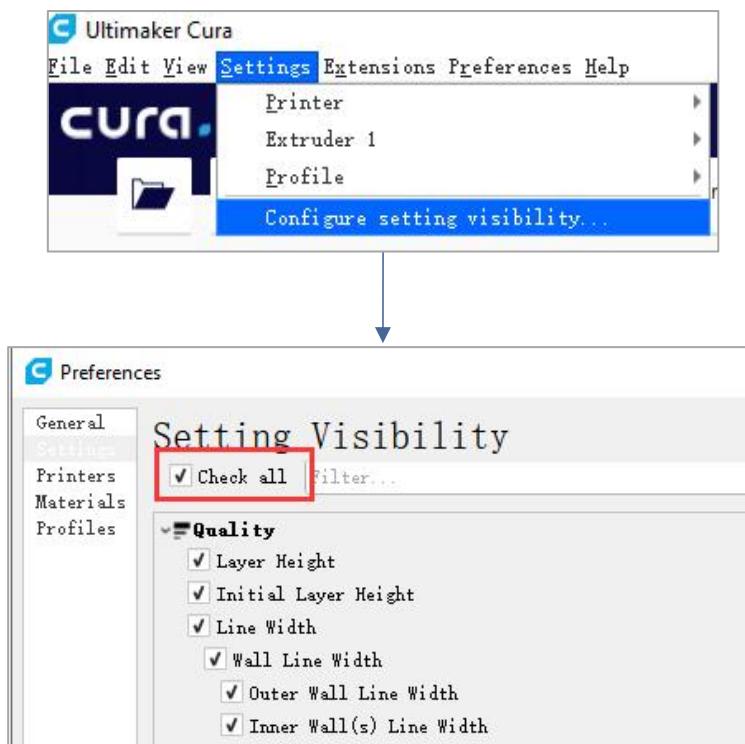 Ultimaker Cura
File Edit View Settings Extensions Preferences Help
cura.
Printer
Extruder 1
Profile
Configure setting visibility...
Preferences
General
Settings
Printers
Materials
Profiles
Setting Visibility
Check all
Filter...
Quality
Layer Height
Initial Layer Height
Line Width
Wall Line Width
Outer Wall Line Width
Inner Wall(s) Line Width